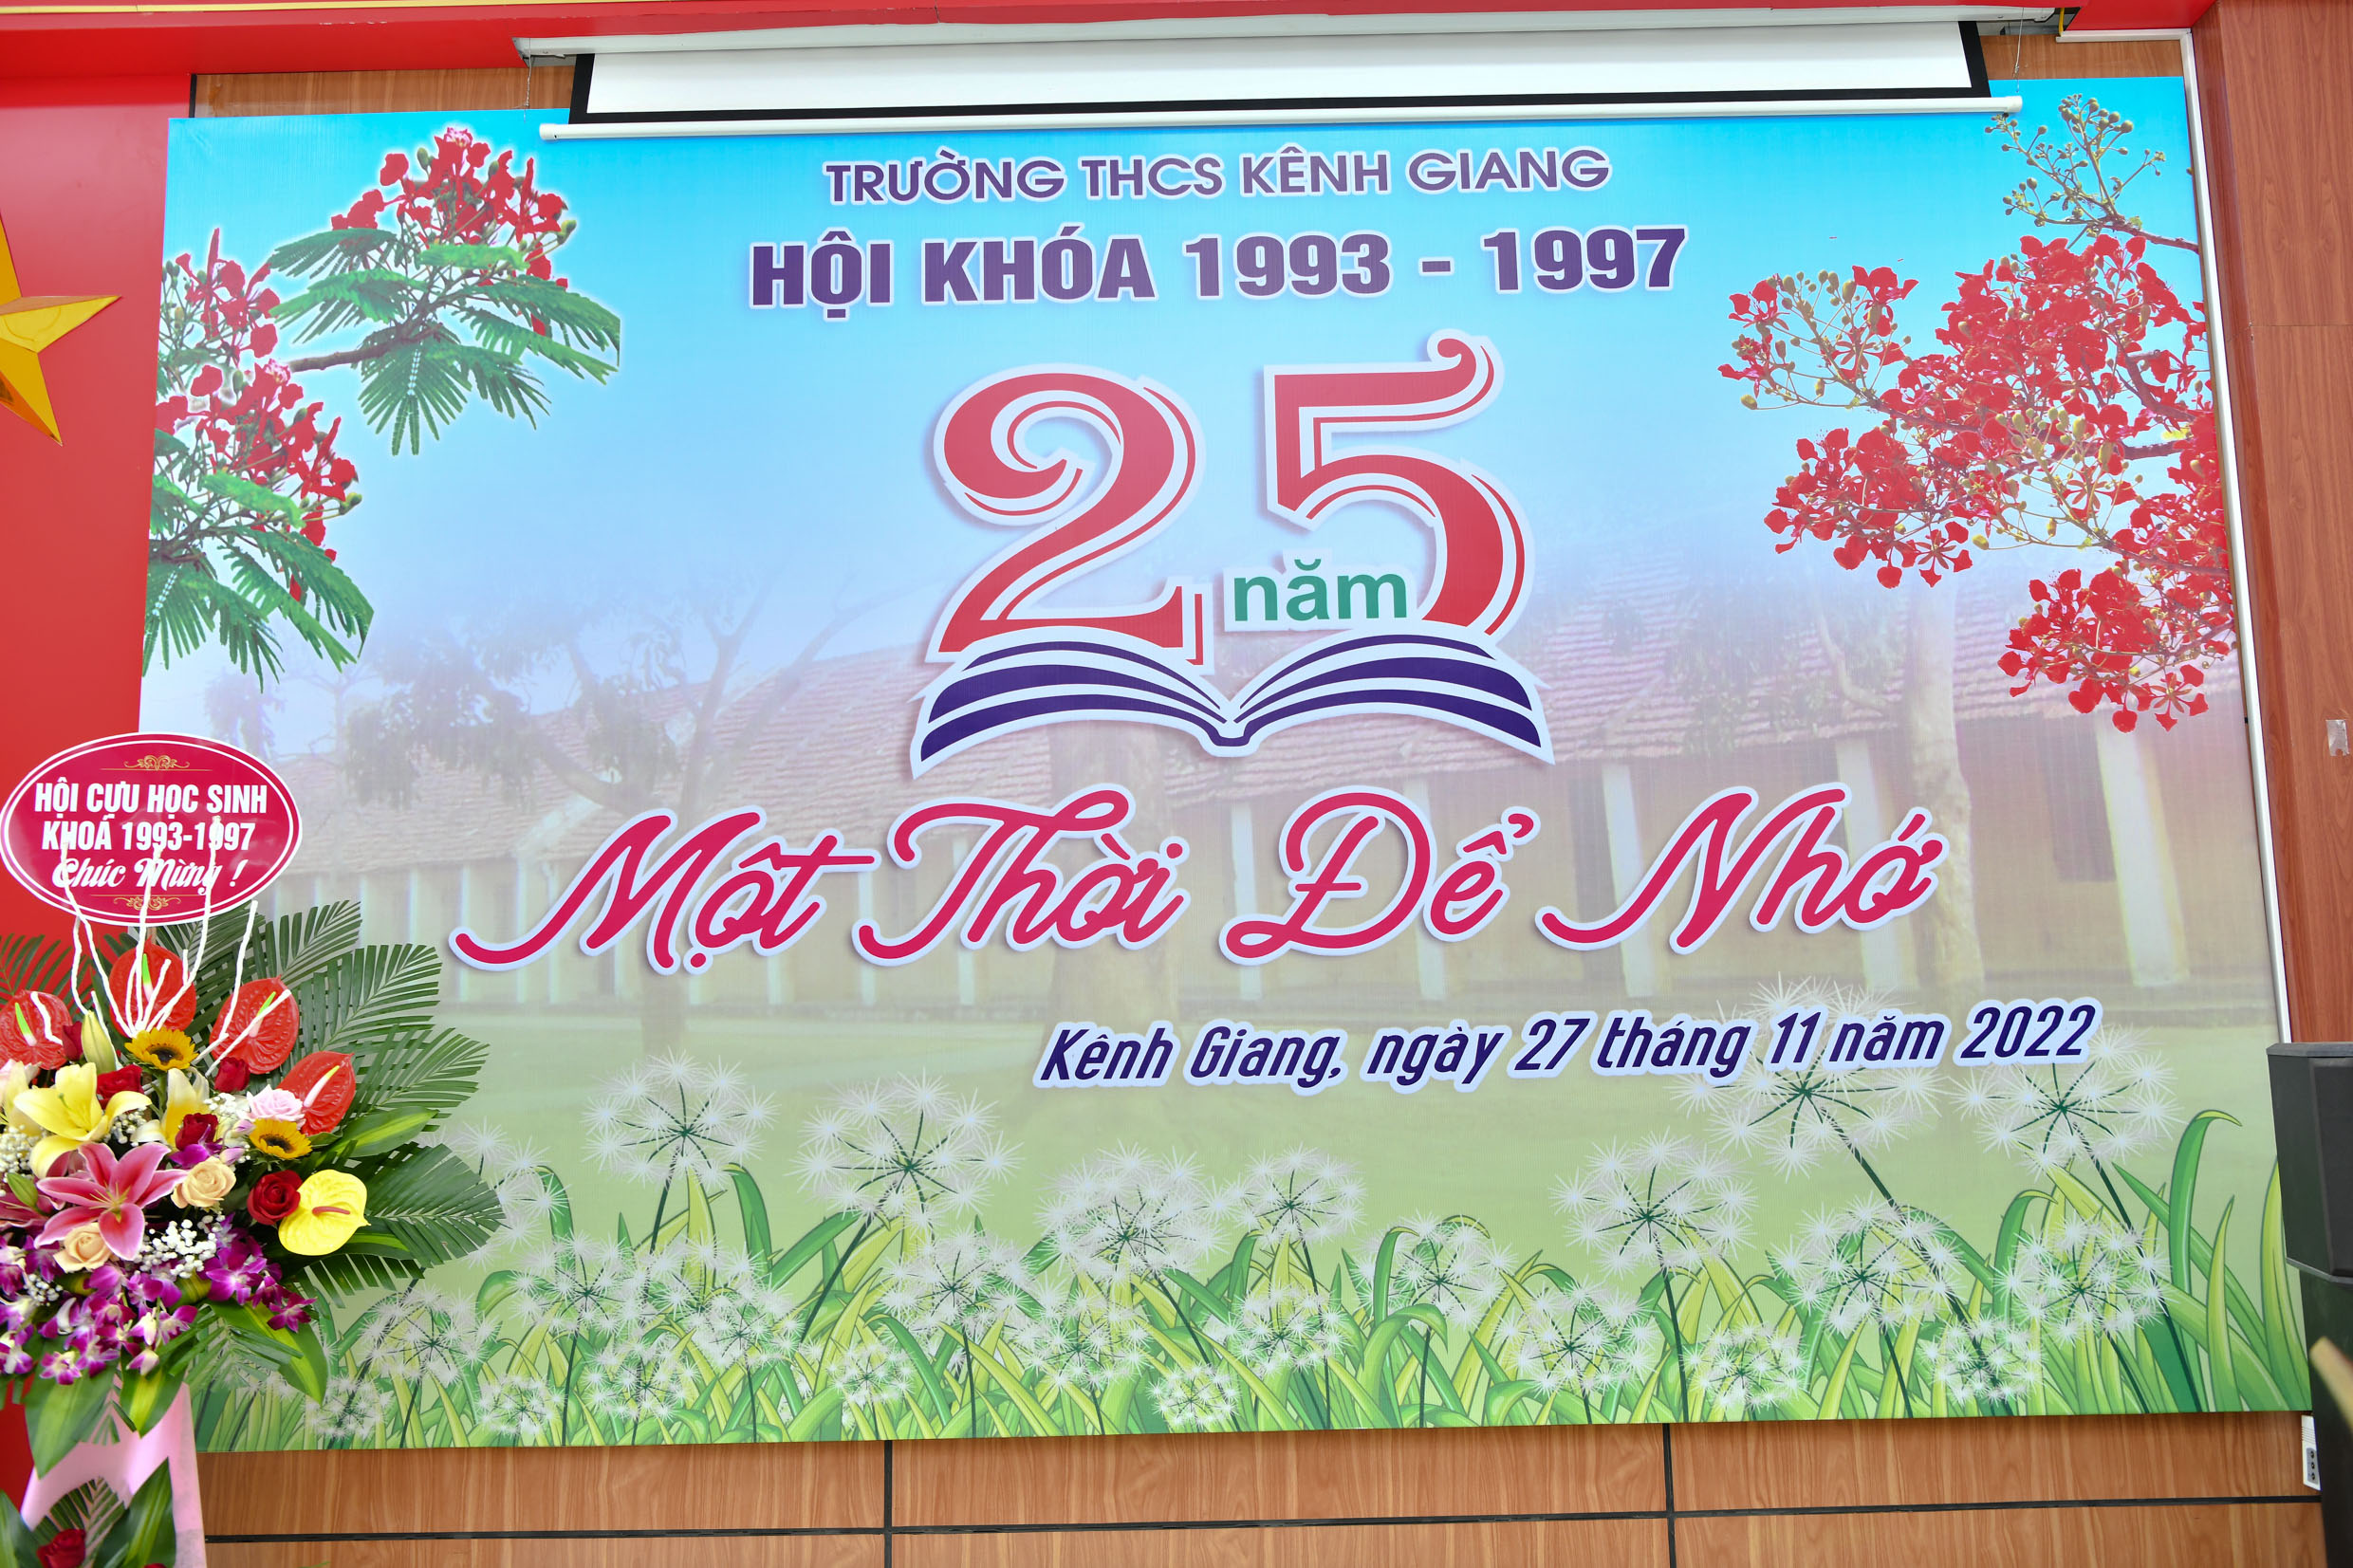 TRƯỜNG THCS KÊNH GIANG
HỘI KHÓA 1993 - 1997
25
năm
Một Thời Để Nhớ
Kênh Giang, ngày 27 tháng 11 năm 2022
HỘI CỰU HỌC SINH
KHOÁ 1993-1997
Chúc Mừng !